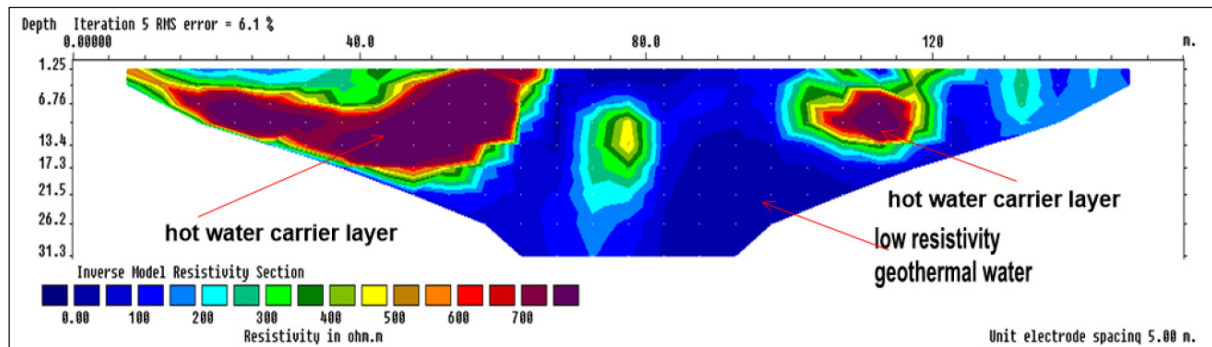 Depth Iteration 5 RMS error = 6.1 %
0.00000 40.0 80.0 120 m.
1.25
6.76
13.4
17.3
21.5
26.2
31.3
hot water carrier layer
hot water carrier layer
low resistivity
geothermal water
Inverse Model Resistivity Section
0.00 100 200 300 400 500 600 700
Resistivity in ohm.m
Unit electrode spacing 5.00 m.